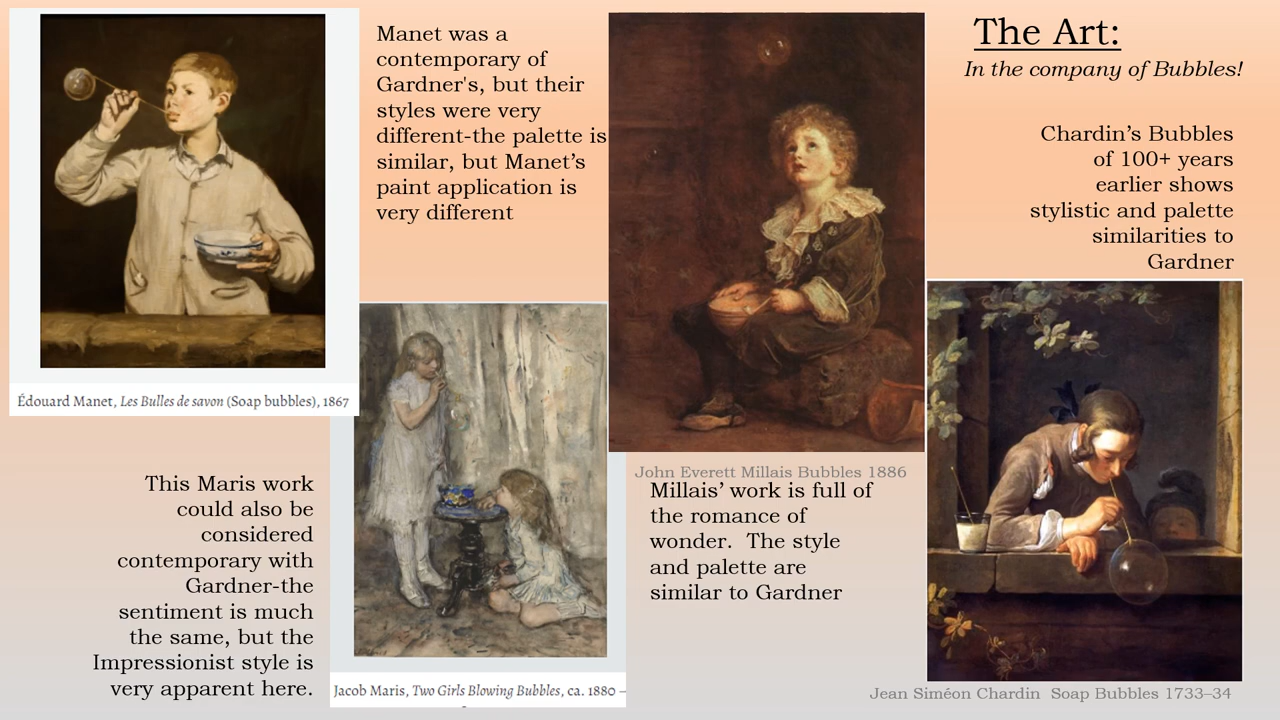 The Art:
In the company of Bubbles!
Manet was a
contemporary of
Gardner's, but their
styles were very
different-the palette is
similar, but Manet’s
paint application is
very different
Édouard Manet, Les Bulles de savon (Soap bubbles), 1867
Chardin’s Bubbles
of 100+ years
earlier shows
stylistic and palette
similarities to
Gardner
John Everett Millais Bubbles 1886
Millais’ work is full of
the romance of
wonder.  The style
and palette are
similar to Gardner
This Maris work
could also be
considered
contemporary with
Gardner-the
sentiment is much
the same, but the
Impressionist style is
very apparent here.
Jacob Maris, Two Girls Blowing Bubbles, ca. 1880 –
Jean Siméon Chardin  Soap Bubbles 1733–34